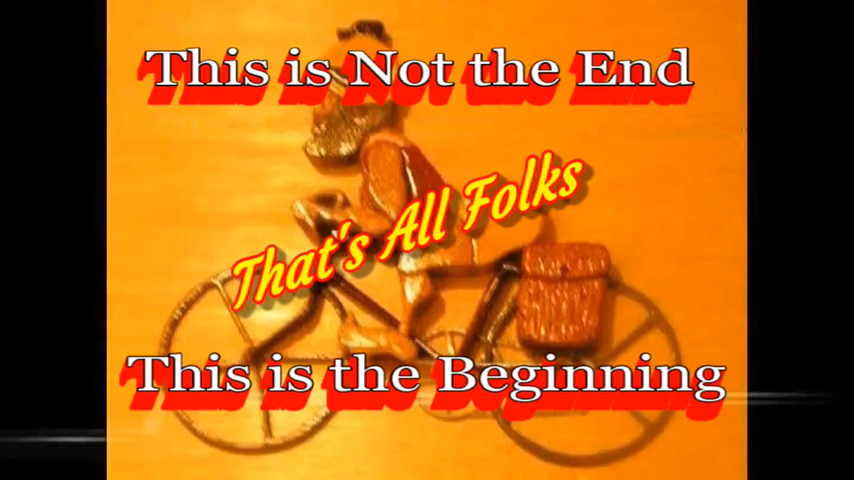 This is Not the End
That's All Folks
This is the Beginning